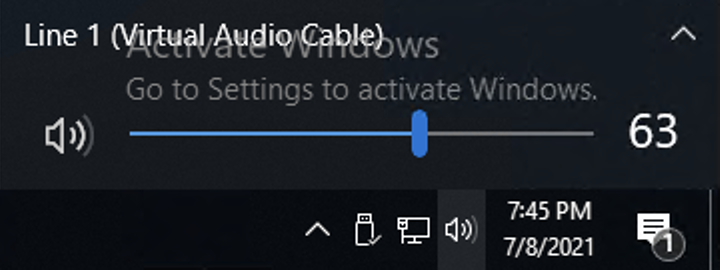 Line 1 (Virtual Audio Cable)
Activate Windows
Go to Settings to activate Windows.
63
7:45 PM
7/8/2021
1